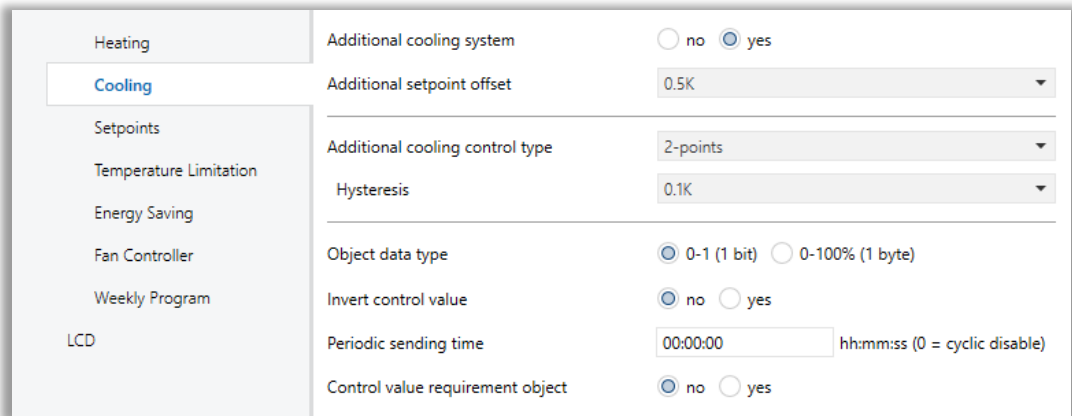 Heating
Cooling
Setpoints
Temperature Limitation
Energy Saving
Fan Controller
Weekly Program
LCD
Additional cooling system no yes
Additional setpoint offset 0.5K
Additional cooling control type 2-points
Hysteresis 0.1K
Object data type 0-1 (1 bit) 0-100% (1 byte)
Invert control value no yes
Periodic sending time 00:00:00 hh:mm:ss (0 = cyclic disable)
Control value requirement object no yes